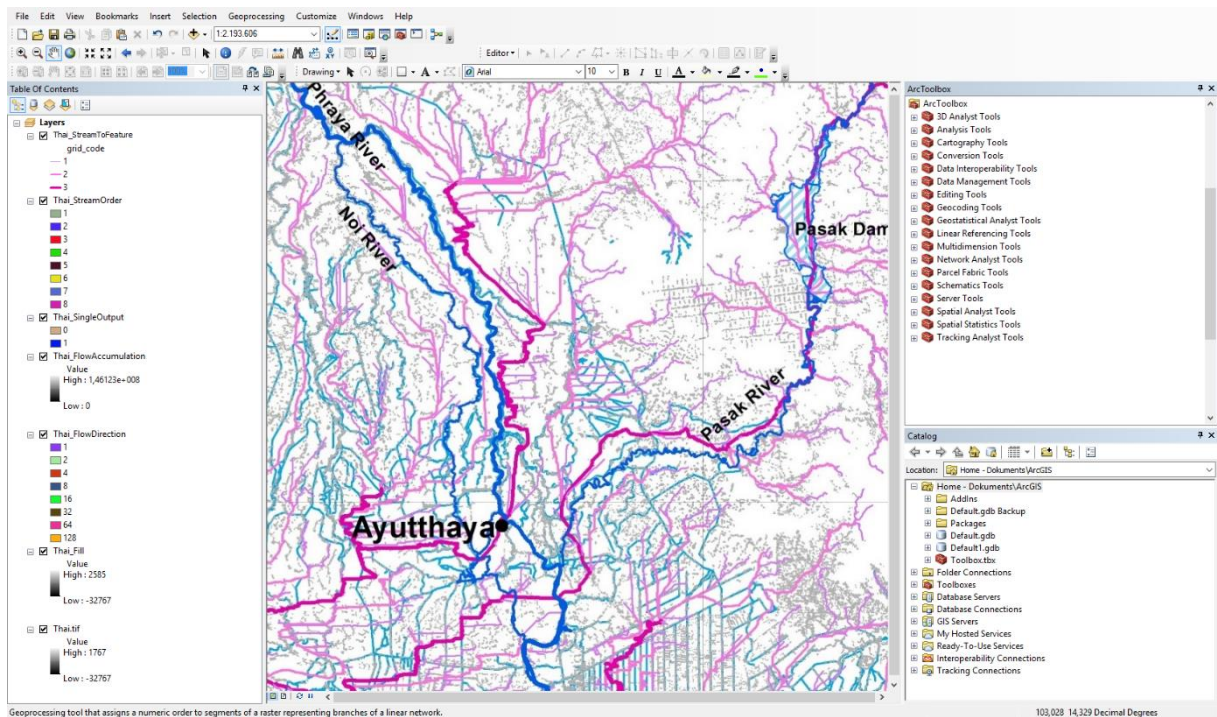 File Edit View Bookmarks Insert Selection Geoprocessing Customize Windows Help
1:2.193.606
Editor
Drawing Arial 10 B I U A
Table Of Contents
Layers
Thai_StreamToFeature
grid_code
1
2
3
Thai_StreamOrder
1
2
3
4
5
6
7
8
Thai_SingleOutput
0
1
Thai_FlowAccumulation
Value
High : 1,46123e+008
Low : 0
Thai_FlowDirection
1
2
4
8
16
32
64
128
Thai_Fill
Value
High : 2585
Low : -32767
Thai.tif
Value
High : 1767
Low : -32767
Phraya River
Noi River
Pasak Dam
Pasak River
Ayutthaya
ArcToolbox
ArcToolbox
3D Analyst Tools
Analysis Tools
Cartography Tools
Conversion Tools
Data Interoperability Tools
Data Management Tools
Editing Tools
Geocoding Tools
Geostatistical Analyst Tools
Linear Referencing Tools
Multidimension Tools
Network Analyst Tools
Parcel Fabric Tools
Schematics Tools
Server Tools
Spatial Analyst Tools
Spatial Statistics Tools
Tracking Analyst Tools
Catalog
Location: Home - Dokuments\ArcGIS
Home - Dokuments\ArcGIS
AddIns
Default.gdb Backup
Packages
Default.gdb
Default1.gdb
Toolbox.tbx
Folder Connections
Toolboxes
Database Servers
Database Connections
GIS Servers
My Hosted Services
Ready-To-Use Services
Interoperability Connections
Tracking Connections
Geoprocessing tool that assigns a numeric order to segments of a raster representing branches of a linear network.
103,028 14,329 Decimal Degrees